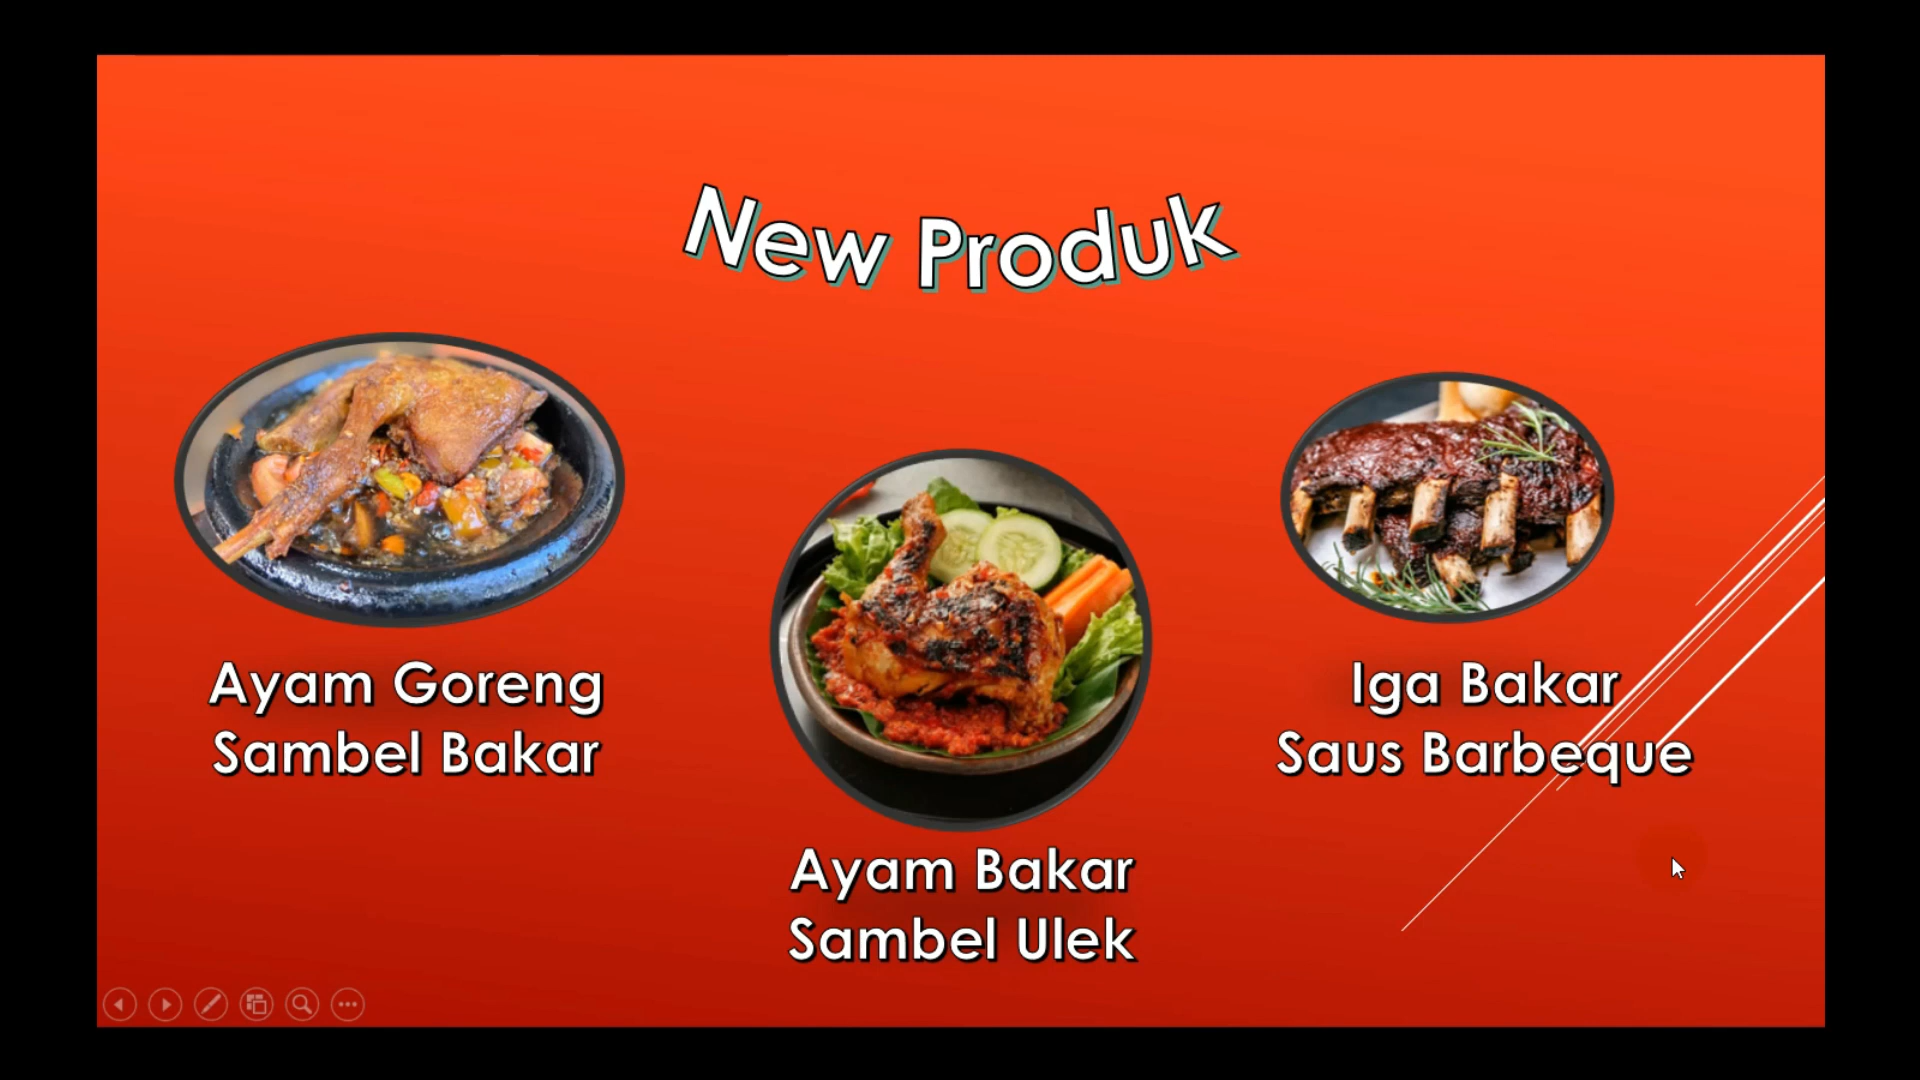 New Produk
Ayam Goreng
Sambel Bakar
Ayam Bakar
Sambel Ulek
Iga Bakar
Saus Barbeque